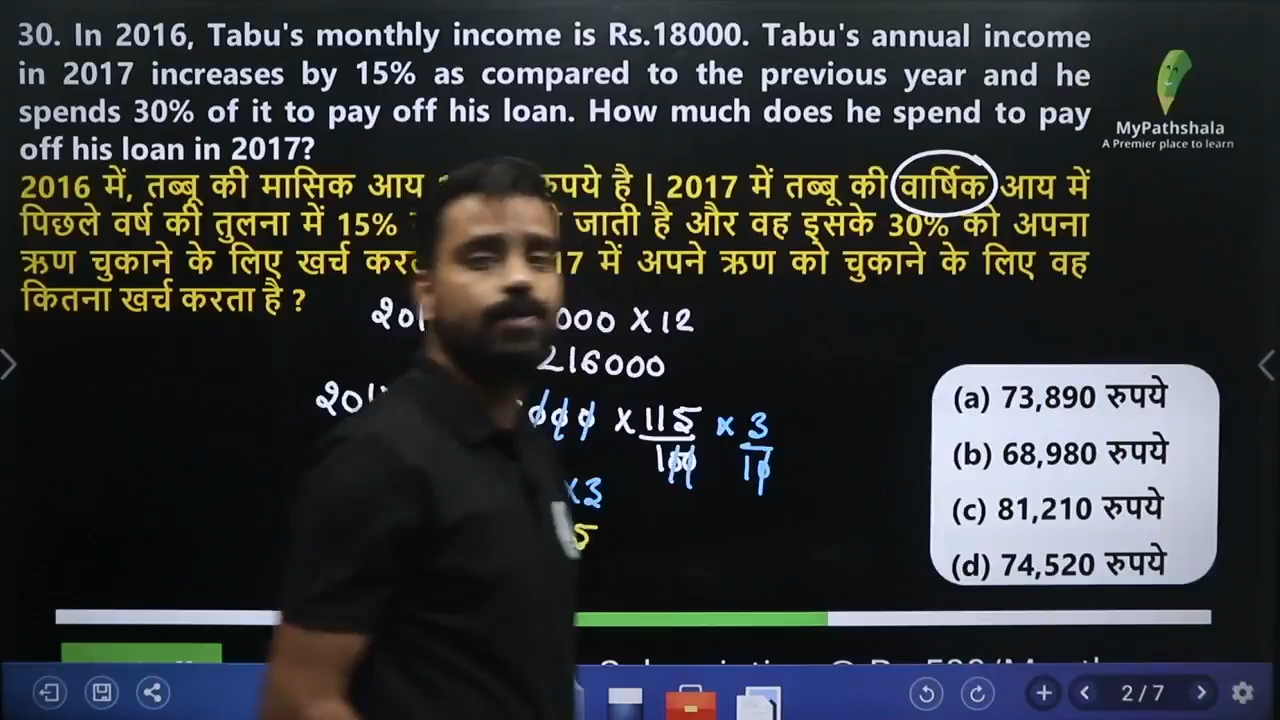 30. In 2016, Tabu's monthly income is Rs.18000. Tabu's annual income
in 2017 increases by 15% as compared to the previous year and he
spends 30% of it to pay off his loan. How much does he spend to pay
off his loan in 2017?
MyPathshala
A Premier place to learn
2016 में, तब्बू की मासिक आय रुपये है | 2017 में तब्बू की वार्षिक आय में
पिछले वर्ष की तुलना में 15% जाती है और वह इसके 30% को अपना
ऋण चुकाने के लिए खर्च में अपने ऋण को चुकाने के लिए वह
कितना खर्च करता है ?
000 X 12
216000
X 115/100 x 3/10
x3
5
(a) 73,890 रुपये
(b) 68,980 रुपये
(c) 81,210 रुपये
(d) 74,520 रुपये
2 / 7